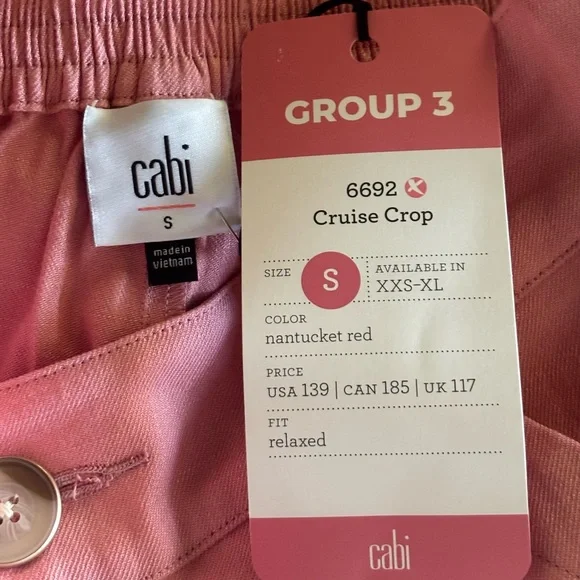 cabi
S
made in
vietnam
GROUP 3
6692
Cruise Crop
SIZE S AVAILABLE IN
XXS-XL
COLOR
nantucket red
PRICE
USA 139 | CAN 185 | UK 117
FIT
relaxed
cabi